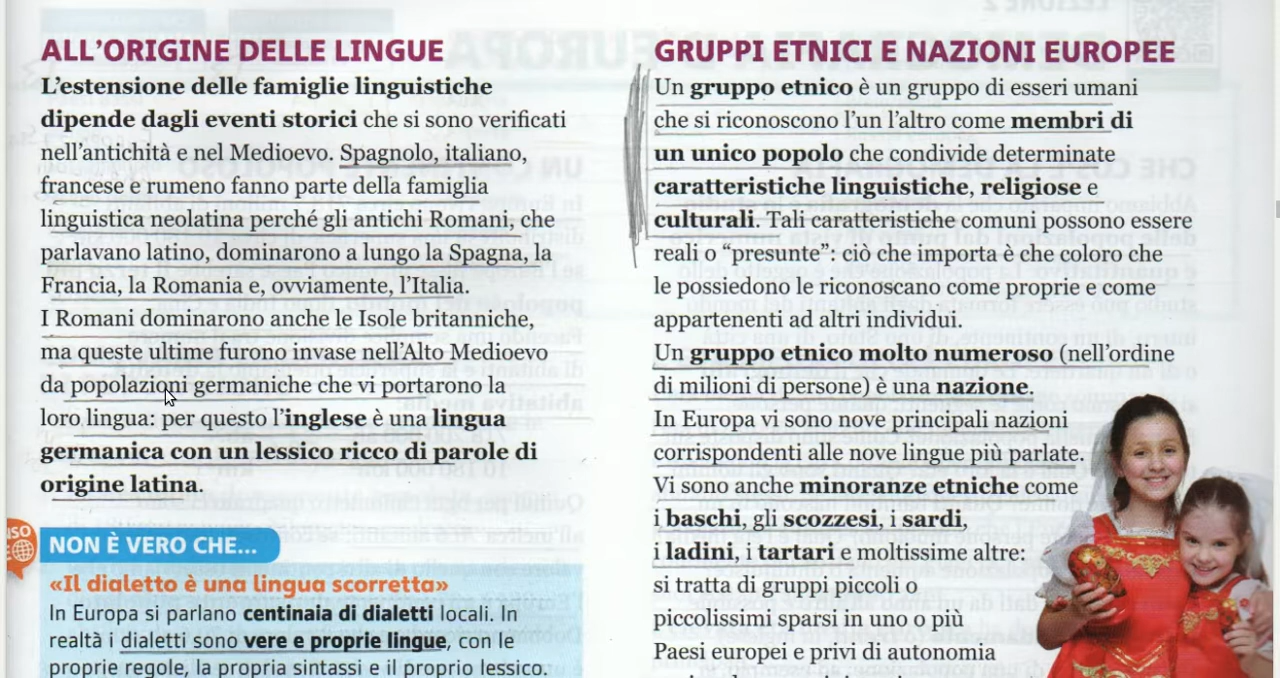 ALL'ORIGINE DELLE LINGUE
L'estensione delle famiglie linguistiche
dipende dagli eventi storici che si sono verificati
nell'antichità e nel Medioevo. Spagnolo, italiano,
francese e rumeno fanno parte della famiglia
linguistica neolatina perché gli antichi Romani, che
parlavano latino, dominarono a lungo la Spagna, la
Francia, la Romania e, ovviamente, l'Italia.
I Romani dominarono anche le Isole britanniche,
ma queste ultime furono invase nell'Alto Medioevo
da popolazioni germaniche che vi portarono la
loro lingua: per questo l'inglese è una lingua
germanica con un lessico ricco di parole di
origine latina.
NON È VERO CHE...
«Il dialetto è una lingua scorretta»
In Europa si parlano centinaia di dialetti locali. In
realtà i dialetti sono vere e proprie lingue, con le
proprie regole, la propria sintassi e il proprio lessico.
GRUPPI ETNICI E NAZIONI EUROPEE
Un gruppo etnico è un gruppo di esseri umani
che si riconoscono l'un l'altro come membri di
un unico popolo che condivide determinate
caratteristiche linguistiche, religiose e
culturali. Tali caratteristiche comuni possono essere
reali o "presunte": ciò che importa è che coloro che
le possiedono le riconoscano come proprie e come
appartenenti ad altri individui.
Un gruppo etnico molto numeroso (nell'ordine
di milioni di persone) è una nazione.
In Europa vi sono nove principali nazioni
corrispondenti alle nove lingue più parlate.
Vi sono anche minoranze etniche come
i baschi, gli scozzesi, i sardi,
i ladini, i tartari e moltissime altre:
si tratta di gruppi piccoli o
piccolissimi sparsi in uno o più
Paesi europei e privi di autonomia